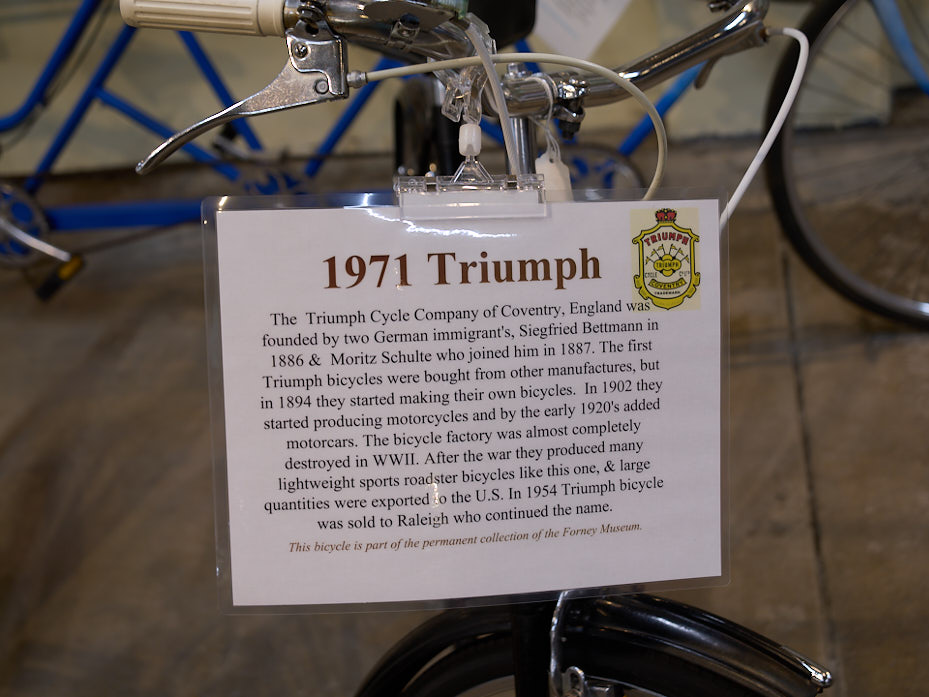 1971 Triumph
TRIUMPH
TRIUMPH
CYCLE
COVENTRY
TRADEMARK
The Triumph Cycle Company of Coventry, England was
founded by two German immigrant's, Siegfried Bettmann in
1886 & Moritz Schulte who joined him in 1887. The first
Triumph bicycles were bought from other manufactures, but
in 1894 they started making their own bicycles. In 1902 they
started producing motorcycles and by the early 1920's added
motorcars. The bicycle factory was almost completely
destroyed in WWII. After the war they produced many
lightweight sports roadster bicycles like this one, & large
quantities were exported to the U.S. In 1954 Triumph bicycle
was sold to Raleigh who continued the name.
This bicycle is part of the permanent collection of the Forney Museum.